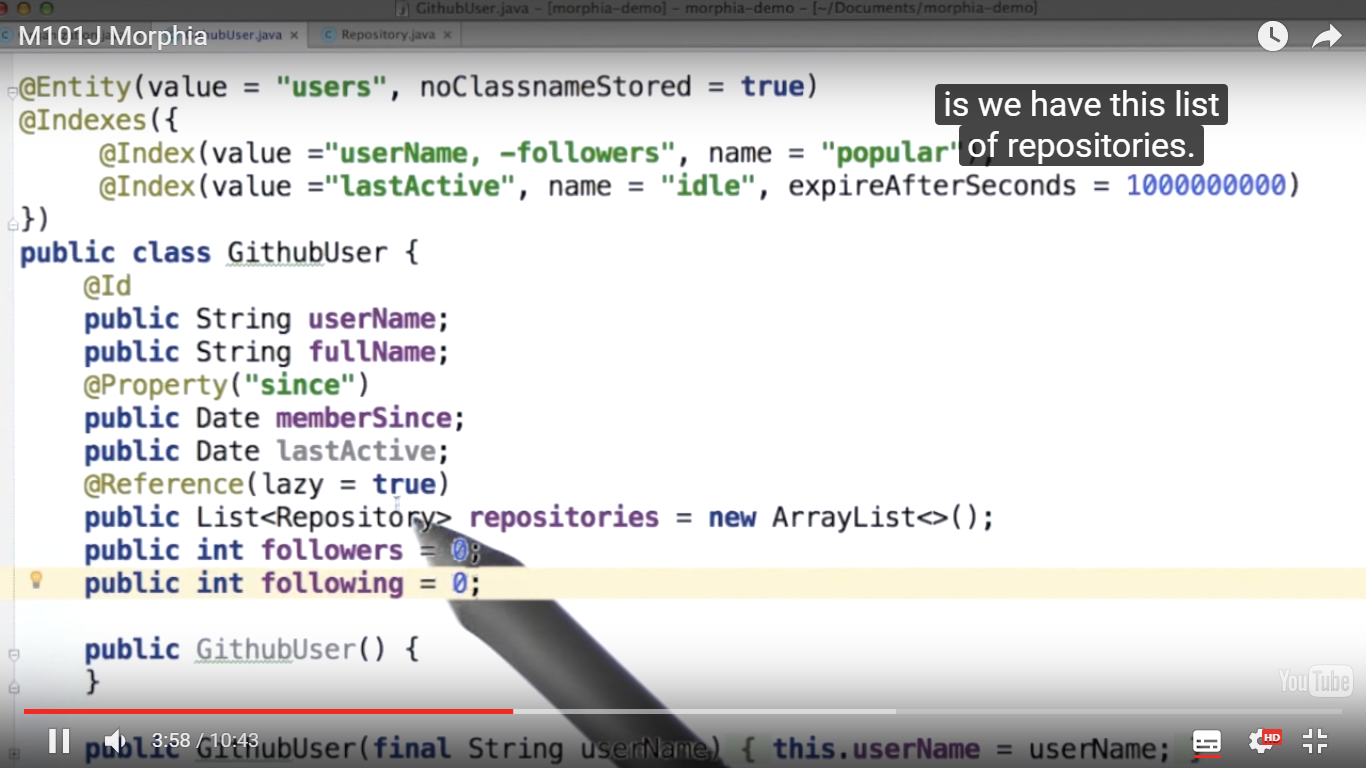 GithubUser.java - [morphia-demo] - morphia-demo - [~/Documents/morphia-demo]
M101J Morphia
ubUser.java
Repository.java
is we have this list
of repositories.
@Entity(value = "users", noClassnameStored = true)
@Indexes({
@Index(value ="userName, -followers", name = "popular"),
@Index(value ="lastActive", name = "idle", expireAfterSeconds = 1000000000)
})
public class GithubUser {
@Id
public String userName;
public String fullName;
@Property("since")
public Date memberSince;
public Date lastActive;
@Reference(lazy = true)
public List<Repository> repositories = new ArrayList<>();
public int followers = 0;
public int following = 0;
public GithubUser() {
}
YouTube
public GithubUser(final String userName) { this.userName = userName; }
3:58 / 10:43
HD